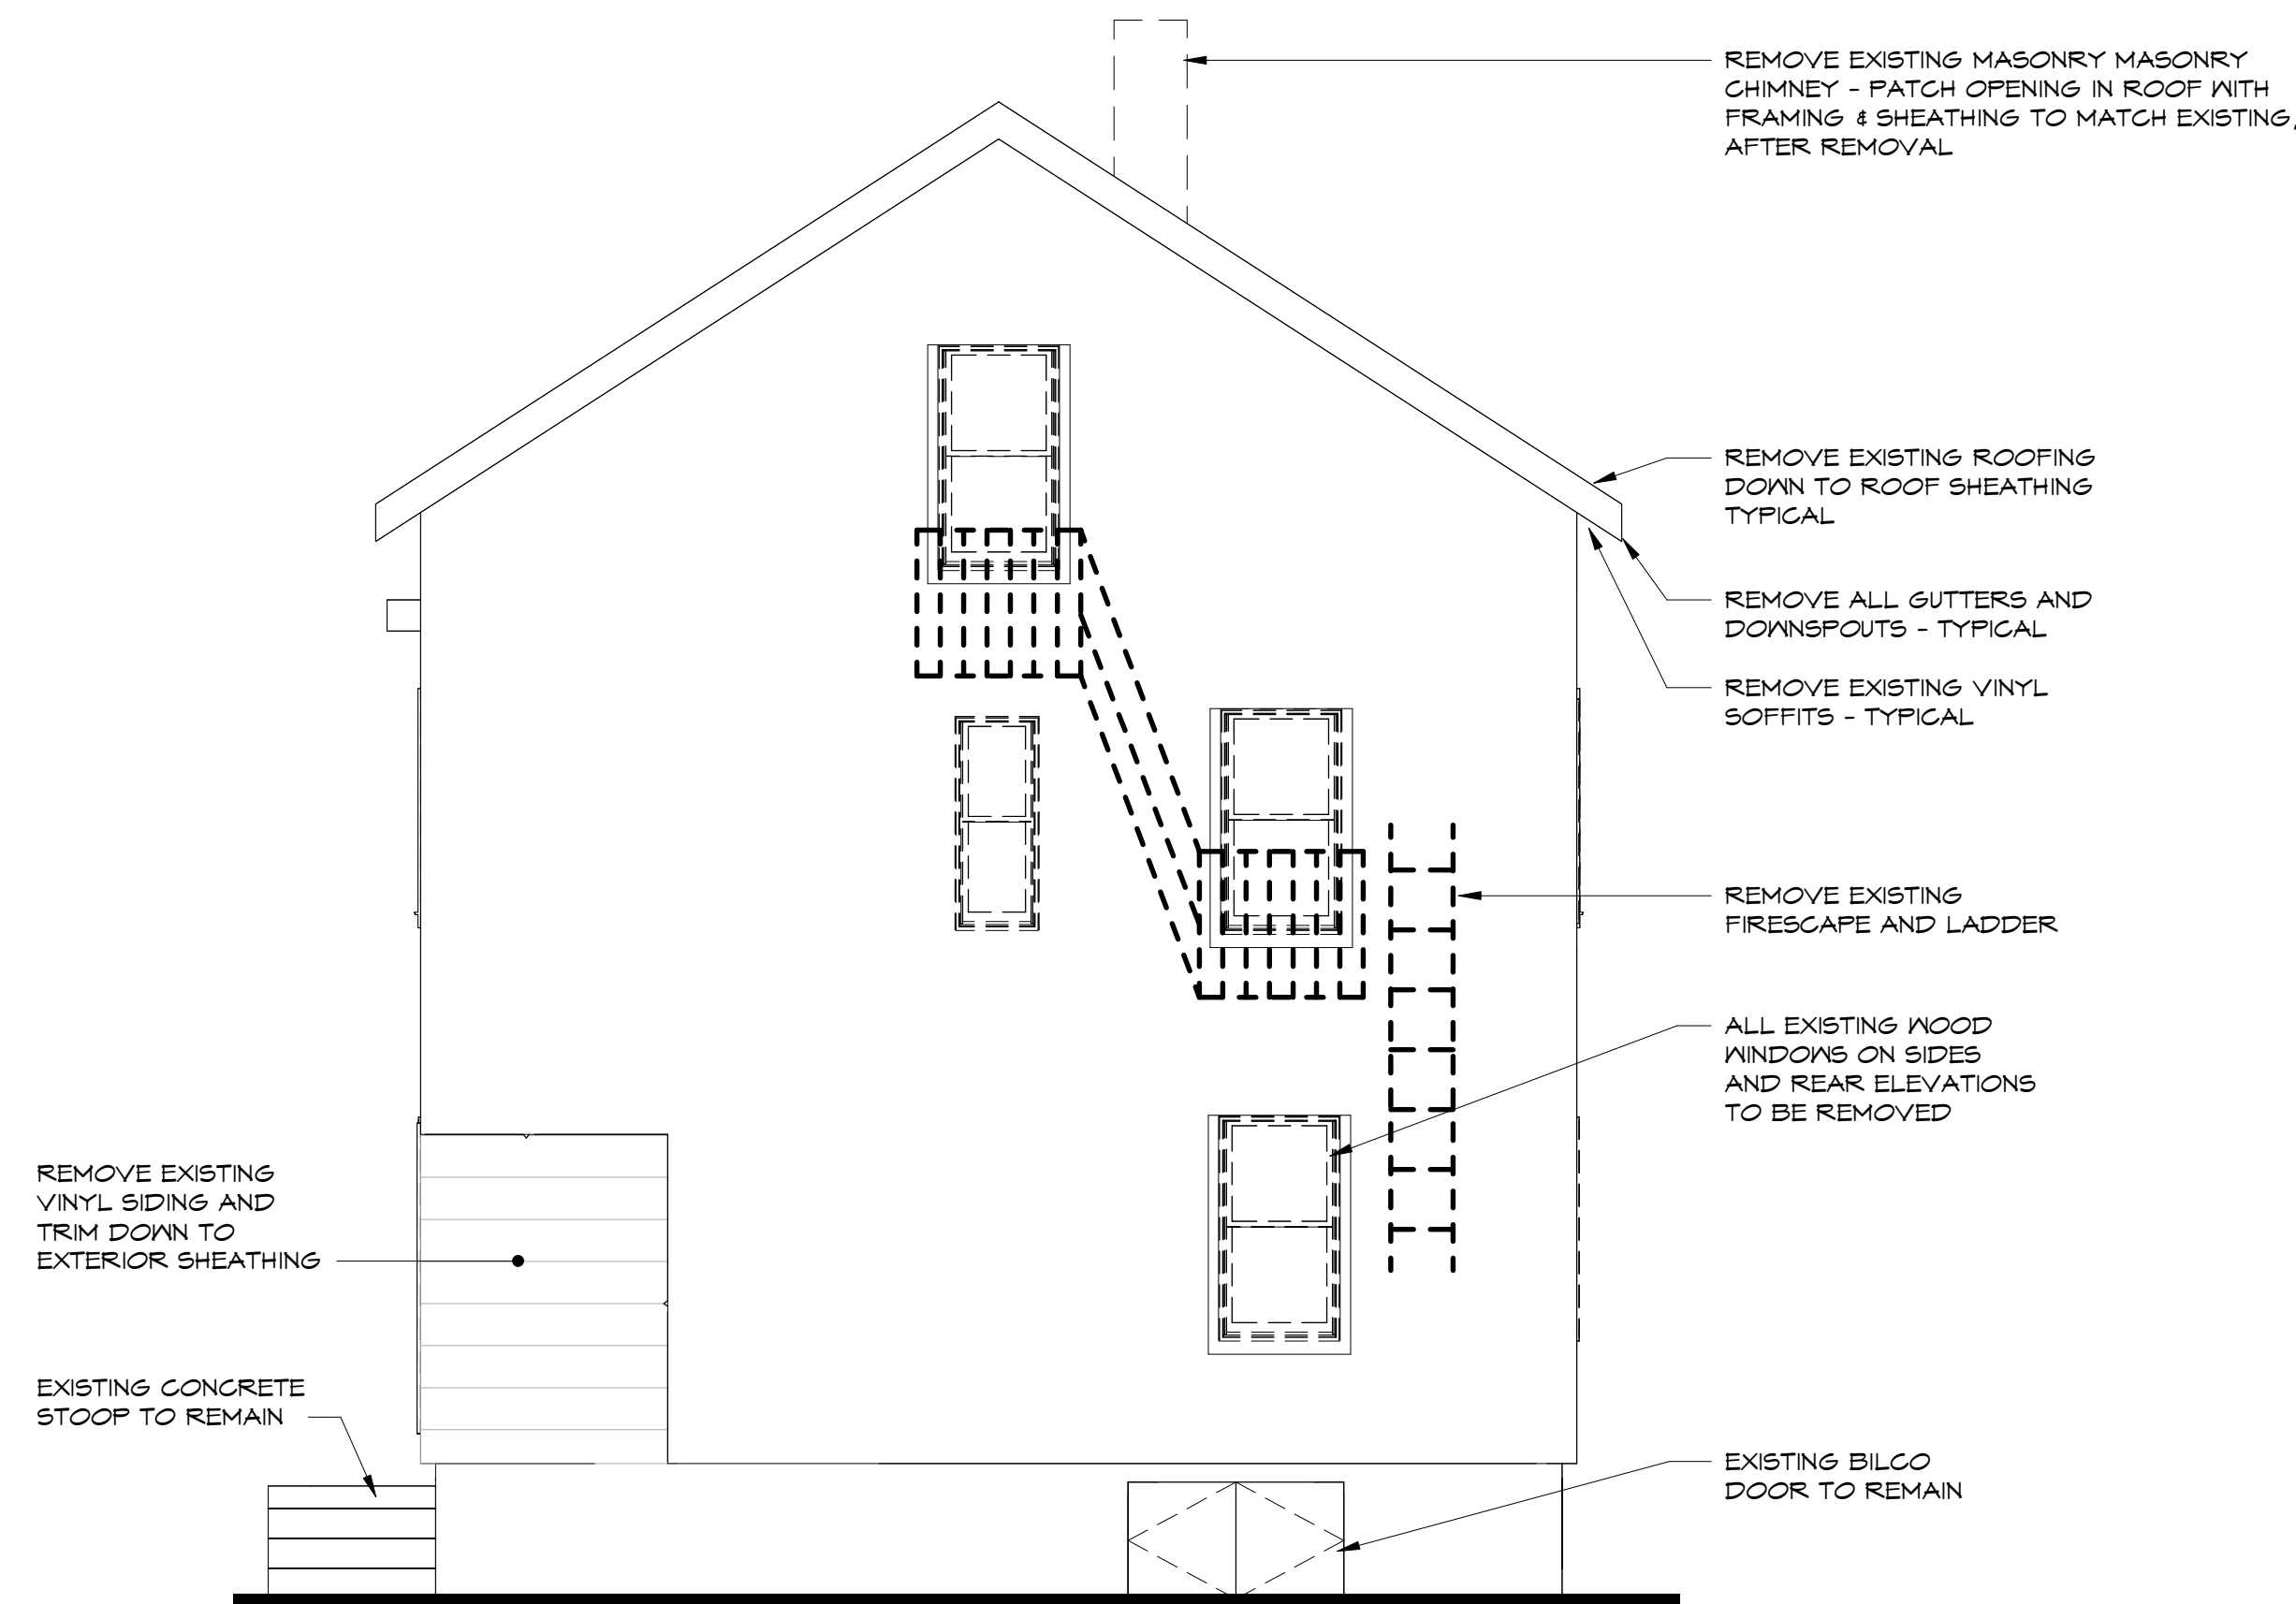 REMOVE EXISTING MASONRY MASONRY
CHIMNEY - PATCH OPENING IN ROOF WITH
FRAMING & SHEATHING TO MATCH EXISTING,
AFTER REMOVAL
REMOVE EXISTING ROOFING
DOWN TO ROOF SHEATHING
TYPICAL
REMOVE ALL GUTTERS AND
DOWNSPOUTS - TYPICAL
REMOVE EXISTING VINYL
SOFFITS - TYPICAL
REMOVE EXISTING
FIRESCAPE AND LADDER
ALL EXISTING WOOD
WINDOWS ON SIDES
AND REAR ELEVATIONS
TO BE REMOVED
REMOVE EXISTING
VINYL SIDING AND
TRIM DOWN TO
EXTERIOR SHEATHING
EXISTING CONCRETE
STOOP TO REMAIN
EXISTING BILCO
DOOR TO REMAIN